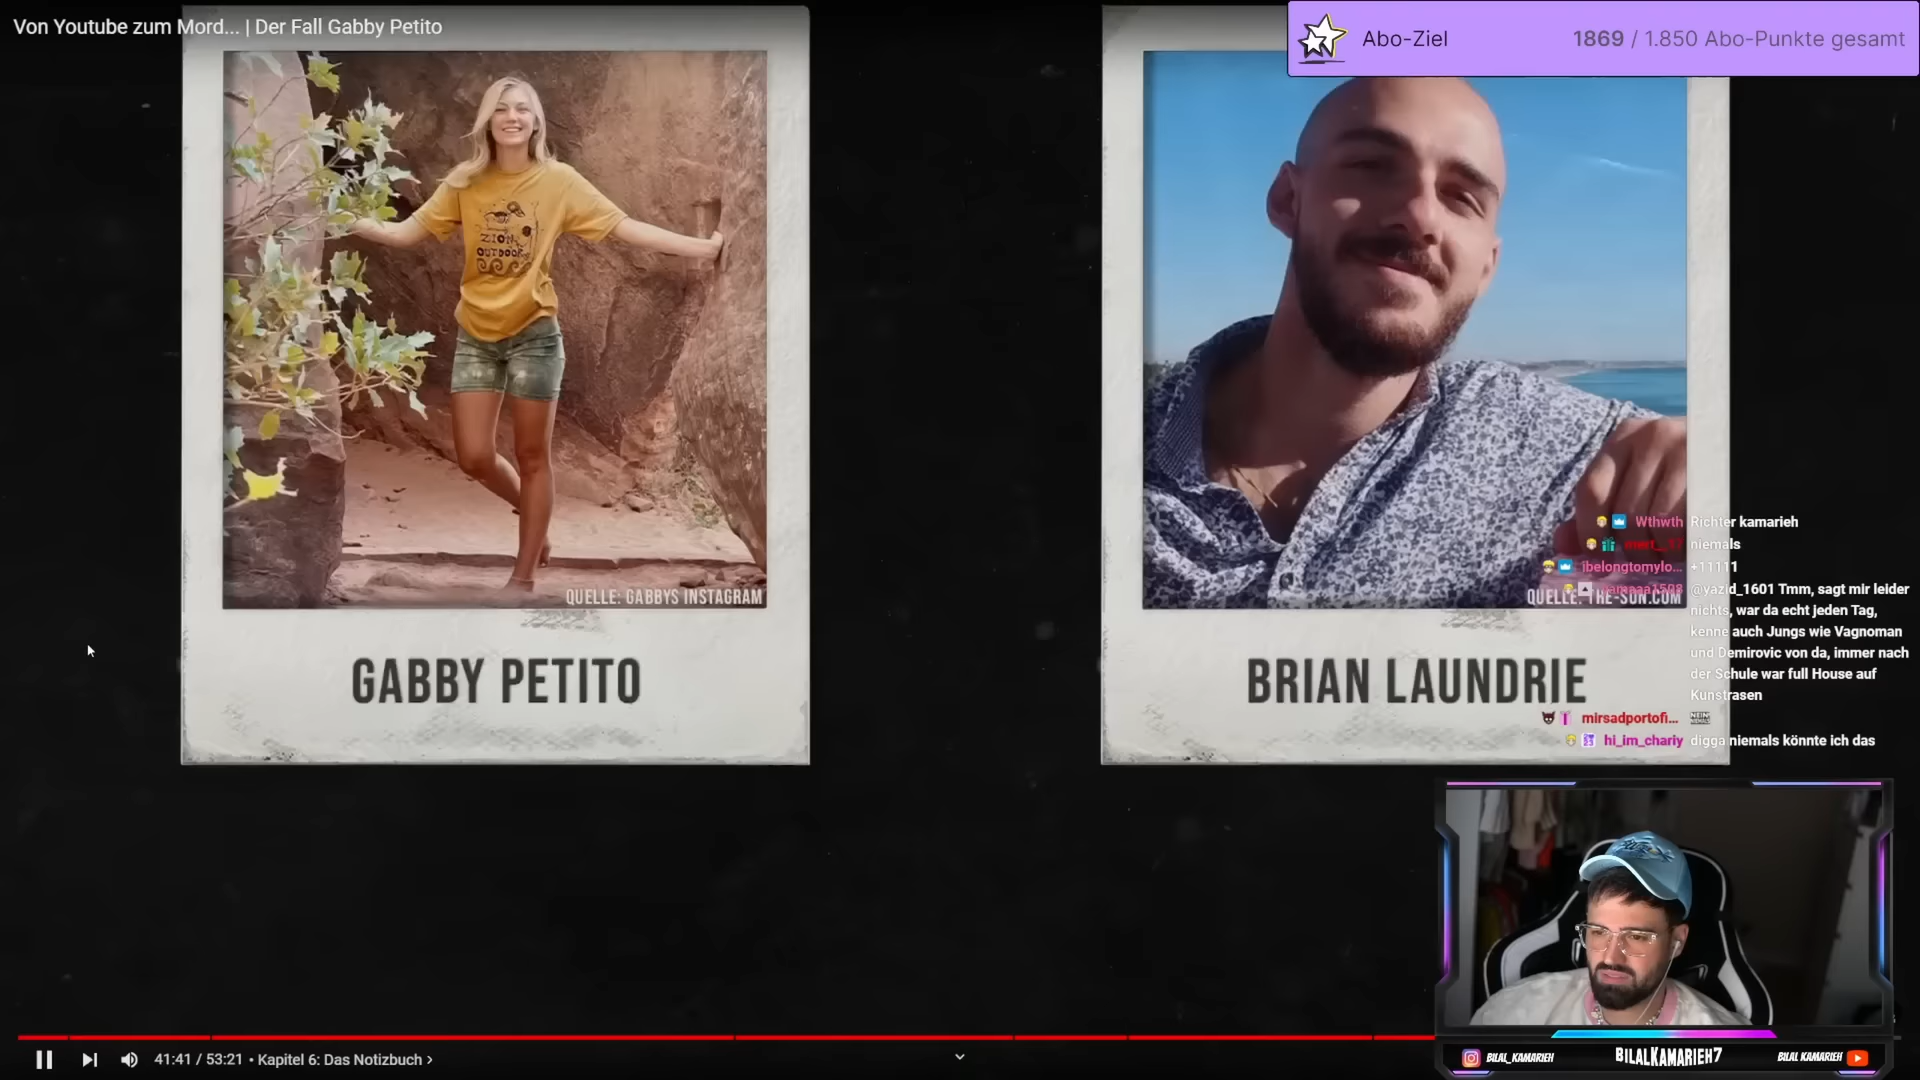 Von Youtube zum Mord... | Der Fall Gabby Petito
Abo-Ziel
1869 / 1.850 Abo-Punkte gesamt
ZION
OUTDOOR
QUELLE: GABBYS INSTAGRAM
GABBY PETITO
QUELLE: THE-SUN.COM
BRIAN LAUNDRIE
Wthwth Richter kamarieh
niemals
jbelongtomylo... +11111
@yazid_1601 Tmm, sagt mir leider
nichts, war da echt jeden Tag,
kenne auch Jungs wie Vagnoman
und Demirovic von da, immer nach
der Schule war full House auf
Kunstrasen
mirsadportofi...
hi_im_chariy digga niemals könnte ich das
41:41 / 53:21 • Kapitel 6: Das Notizbuch
BILAL_KAMARIEH
BILALKAMARIEH7
BILAL KAMARIEH